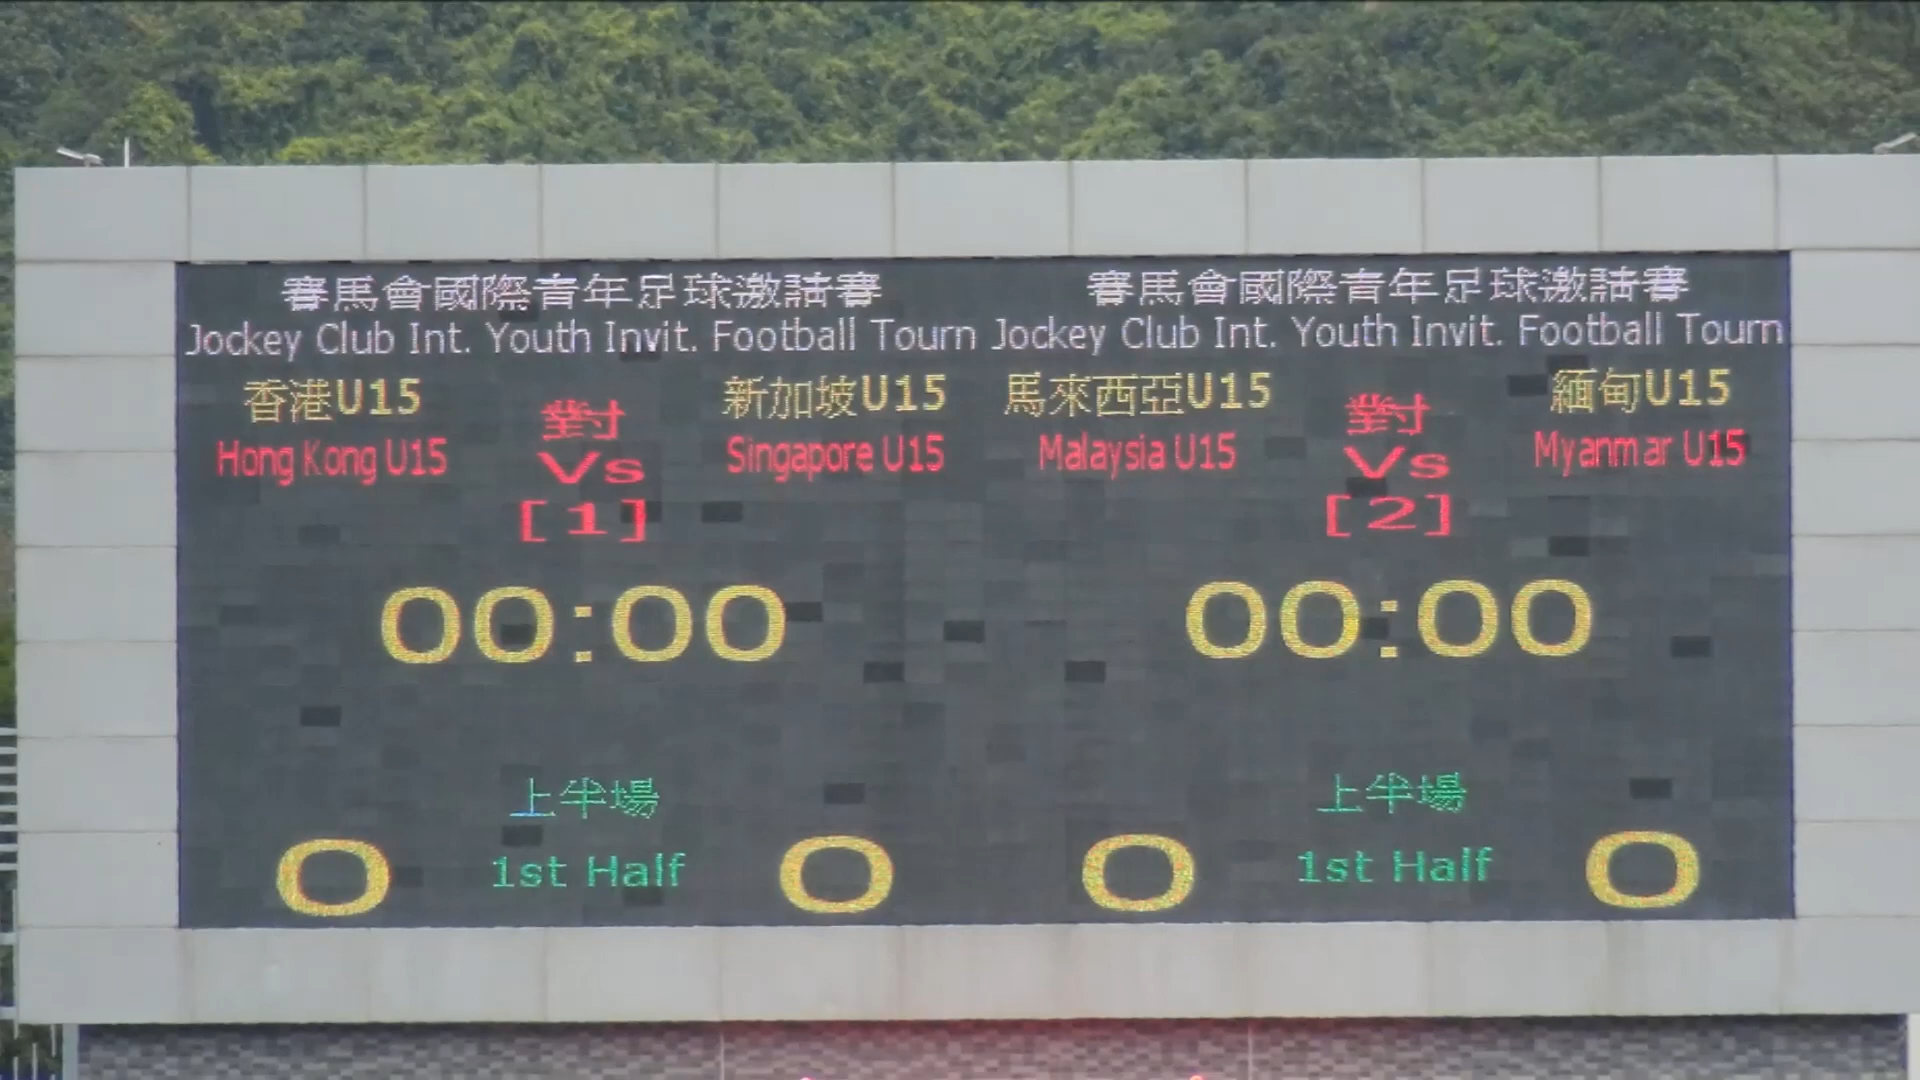 賽馬會國際青年足球邀請賽
Jockey Club Int. Youth Invit. Football Tourn
香港U15 對 新加坡U15
Hong Kong U15 Vs Singapore U15
[1]
00:00
上半場
0 1st Half 0
賽馬會國際青年足球邀請賽
Jockey Club Int. Youth Invit. Football Tourn
馬來西亞U15 對 緬甸U15
Malaysia U15 Vs Myanmar U15
[2]
00:00
上半場
0 1st Half 0